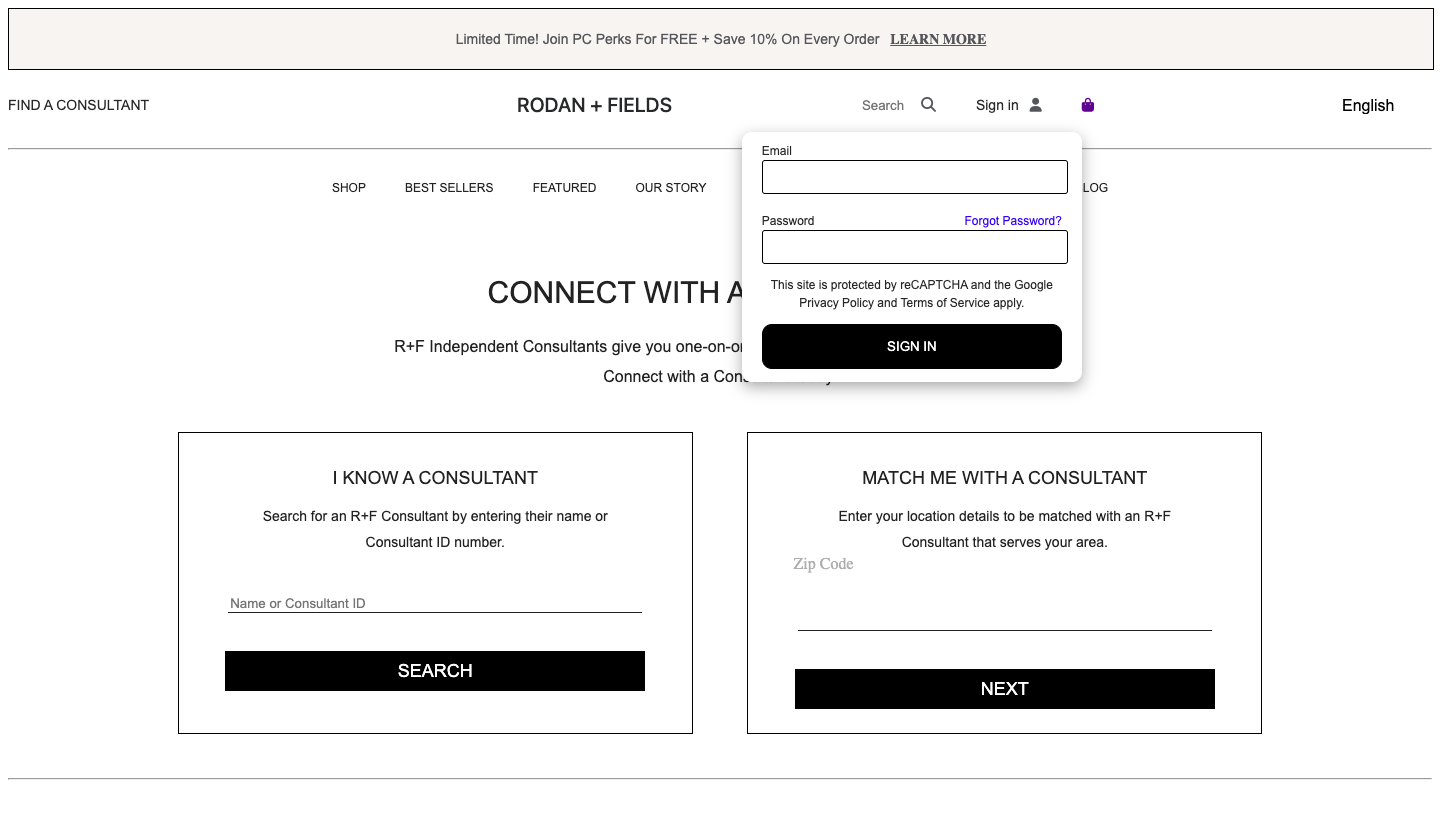 Limited Time! Join PC Perks For FREE + Save 10% On Every Order LEARN MORE
FIND A CONSULTANT
RODAN + FIELDS
Search
Sign in
English
Email
SHOP
BEST SELLERS
FEATURED
OUR STORY
LOG
Password
Forgot Password?
This site is protected by reCAPTCHA and the Google
Privacy Policy and Terms of Service apply.
SIGN IN
CONNECT WITH A
R+F Independent Consultants give you
Connect with a
I KNOW A CONSULTANT
Search for an R+F Consultant by entering their name or
Consultant ID number.
Name or Consultant ID
SEARCH
MATCH ME WITH A CONSULTANT
Enter your location details to be matched with an R+F
Consultant that serves your area.
Zip Code
NEXT